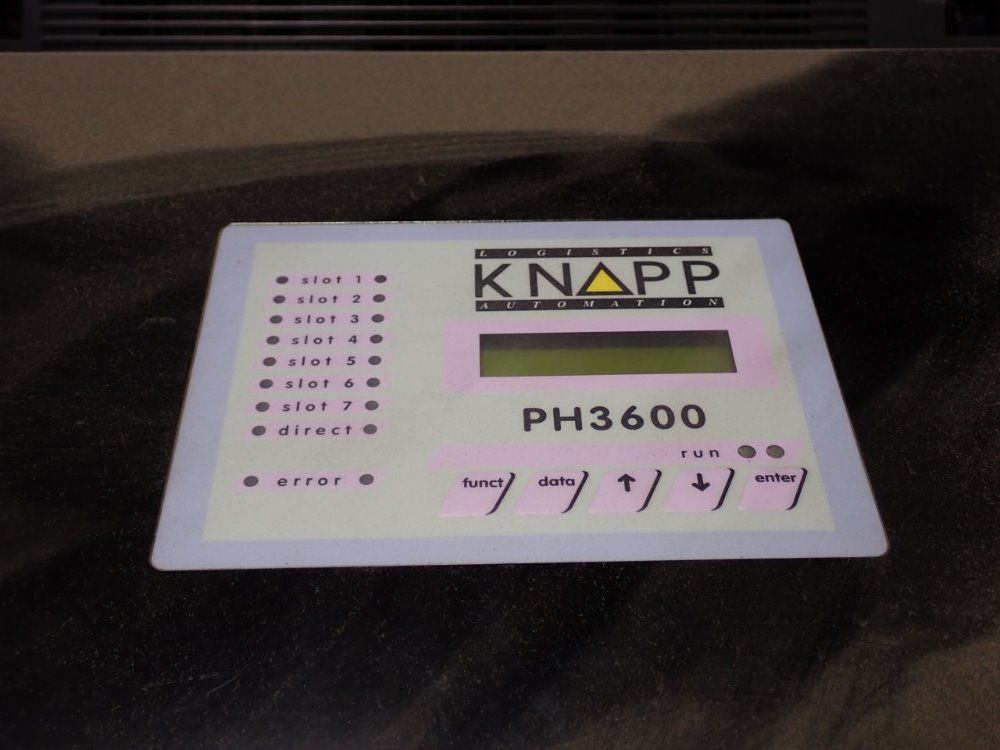 LOGISTICS
KNAPP
AUTOMATION
slot 1
slot 2
slot 3
slot 4
slot 5
slot 6
slot 7
direct
error
PH3600
run
funct data ↑ ↓ enter